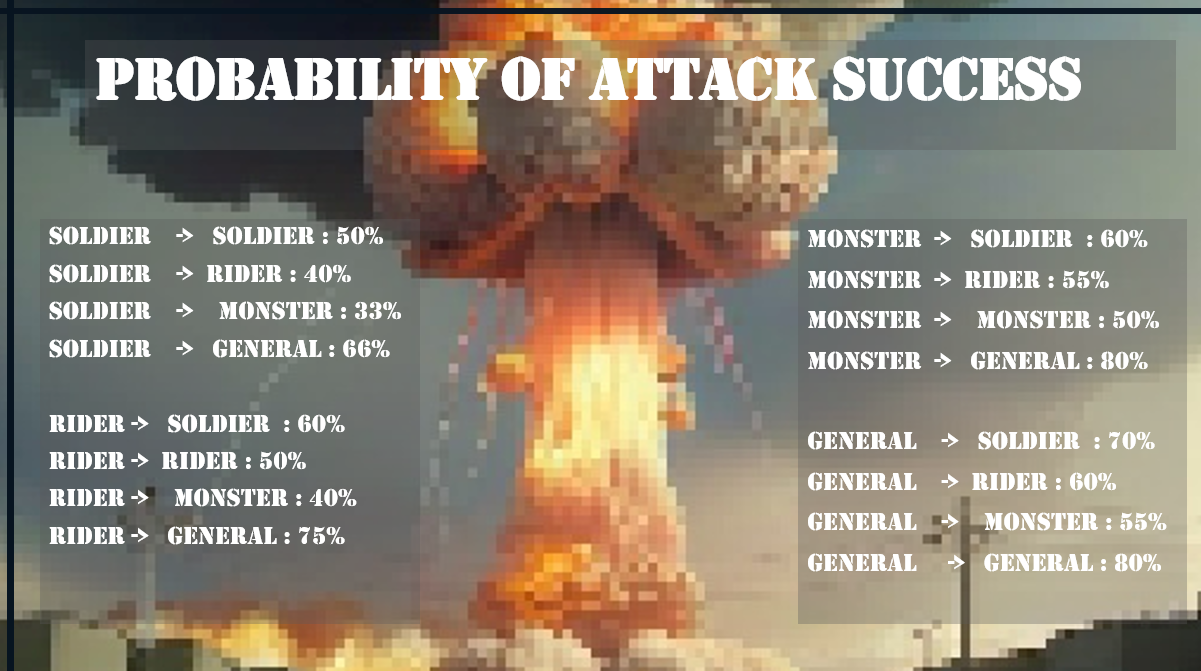 PROBABILITY OF ATTACK SUCCESS
SOLDIER -> SOLDIER : 50%
SOLDIER -> RIDER : 40%
SOLDIER -> MONSTER : 33%
SOLDIER -> GENERAL : 66%
RIDER -> SOLDIER : 60%
RIDER -> RIDER : 50%
RIDER -> MONSTER : 40%
RIDER -> GENERAL : 75%
MONSTER -> SOLDIER : 60%
MONSTER -> RIDER : 55%
MONSTER -> MONSTER : 50%
MONSTER -> GENERAL : 80%
GENERAL -> SOLDIER : 70%
GENERAL -> RIDER : 60%
GENERAL -> MONSTER : 55%
GENERAL -> GENERAL : 80%